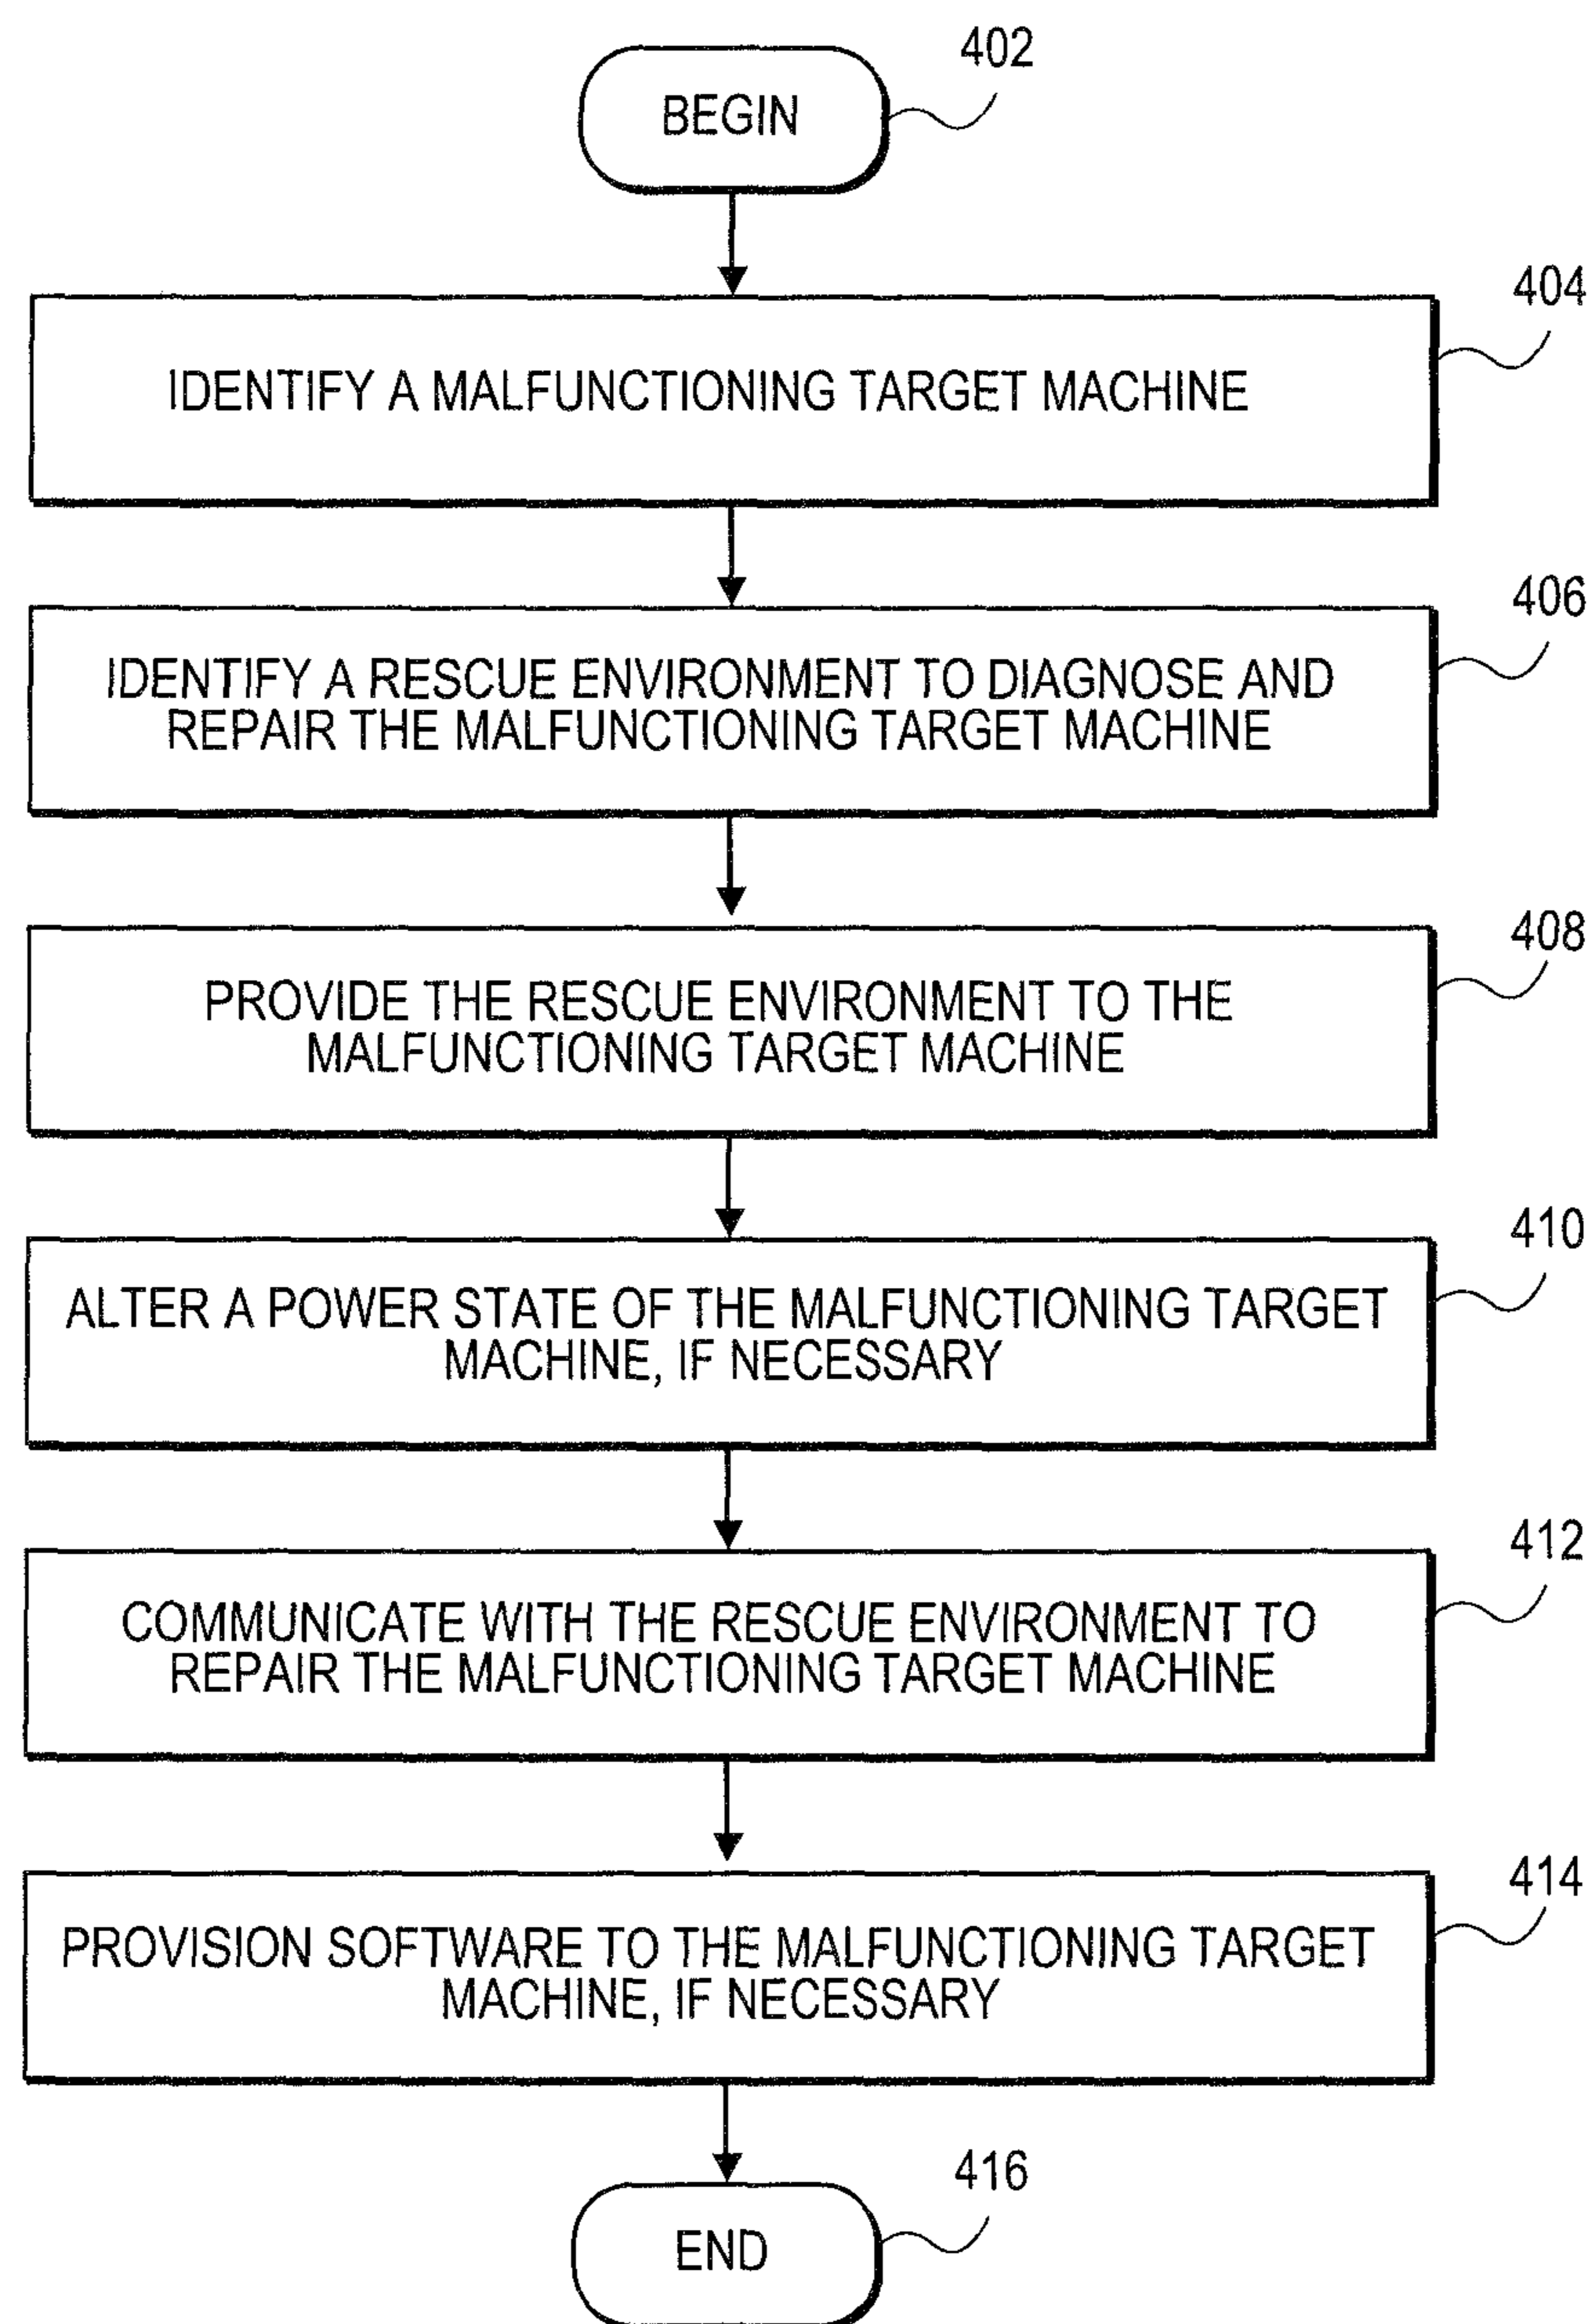 402
BEGIN
404
IDENTIFY A MALFUNCTIONING TARGET MACHINE
406
IDENTIFY A RESCUE ENVIRONMENT TO DIAGNOSE AND
REPAIR THE MALFUNCTIONING TARGET MACHINE
408
PROVIDE THE RESCUE ENVIRONMENT TO THE
MALFUNCTIONING TARGET MACHINE
410
ALTER A POWER STATE OF THE MALFUNCTIONING TARGET
MACHINE, IF NECESSARY
412
COMMUNICATE WITH THE RESCUE ENVIRONMENT TO
REPAIR THE MALFUNCTIONING TARGET MACHINE
414
PROVISION SOFTWARE TO THE MALFUNCTIONING TARGET
MACHINE, IF NECESSARY
416
END